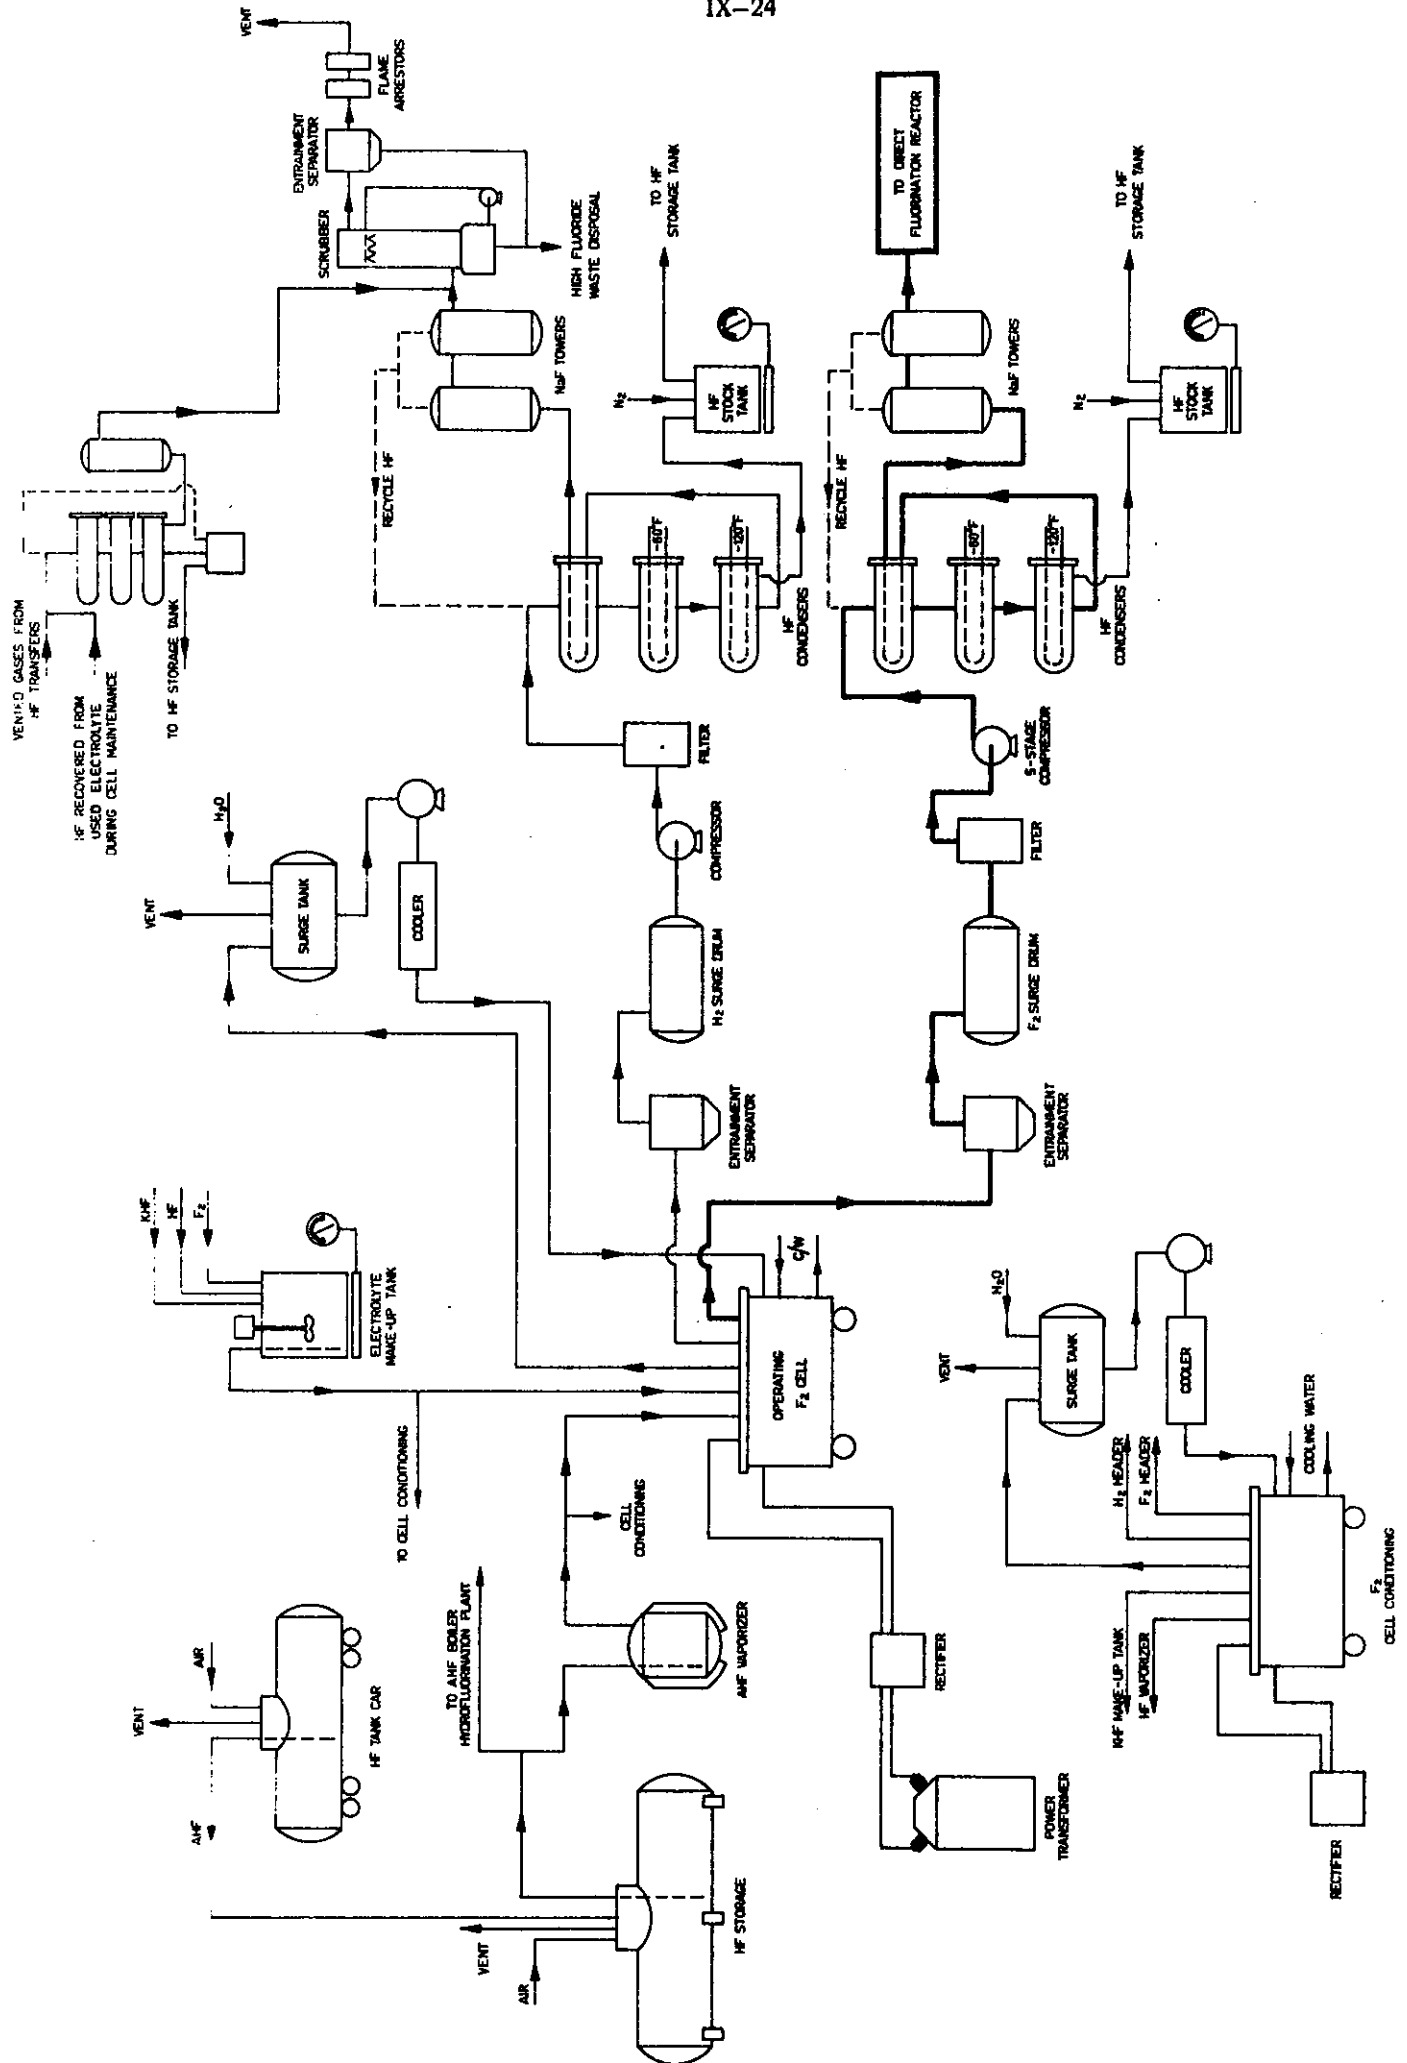 IX-24
VENT
FLAME
ARRESTORS
ENTRAINMENT
SEPARATOR
SCRUBBER
HIGH FLUORIDE
WASTE DISPOSAL
NaF TOWERS
RECYCLE HF
TO HF
STORAGE TANK
N₂
HF
STOCK
TANK
-60°F
-120°F
HF
CONDENSERS
TO DIRECT
FLUORINATION REACTOR
NaF TOWERS
RECYCLE HF
TO HF
STORAGE TANK
N₂
HF
STOCK
TANK
-60°F
-120°F
HF
CONDENSERS
VENTED GASES FROM
HF TRANSFERS
HF RECOVERED FROM
USED ELECTROLYTE
DURING CELL MAINTENANCE
TO HF STORAGE TANK
H₂O
VENT
SURGE TANK
COOLER
FILTER
COMPRESSOR
H₂ SURGE DRUM
ENTRAINMENT
SEPARATOR
5-STAGE
COMPRESSOR
FILTER
F₂ SURGE DRUM
ENTRAINMENT
SEPARATOR
KHF
HF
F₂
ELECTROLYTE
MAKE-UP TANK
TO CELL CONDITIONING
C/W
OPERATING
F₂ CELL
CELL
CONDITIONING
AIR
VENT
AHF
HF TANK CAR
TO AHF BOILER
HYDROFLUORINATION PLANT
AHF VAPORIZER
RECTIFIER
POWER
TRANSFORMER
VENT
AIR
HF STORAGE
H₂O
VENT
SURGE TANK
COOLER
COOLING WATER
H₂ HEADER
F₂ HEADER
KHF MAKE-UP TANK
HF VAPORIZER
F₂
CELL CONDITIONING
RECTIFIER